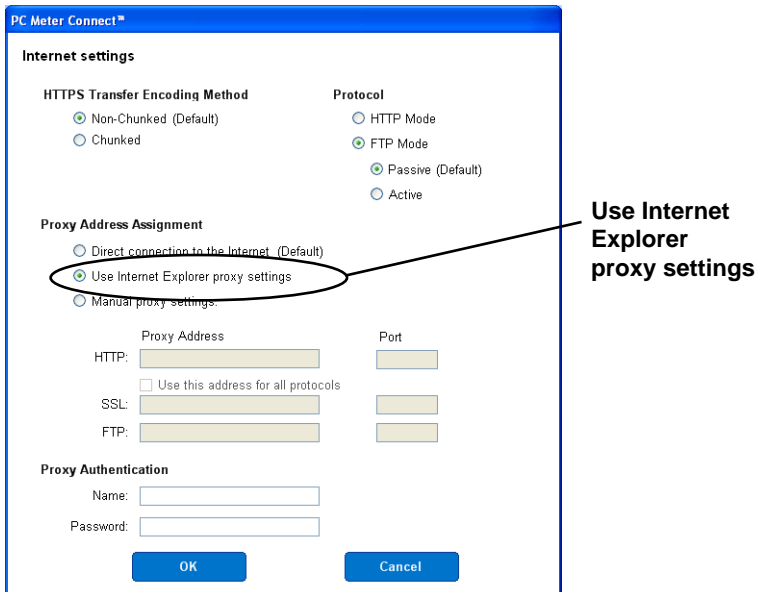 PC Meter Connect℠
Internet settings
HTTPS Transfer Encoding Method
Protocol
Non-Chunked (Default)
HTTP Mode
Chunked
FTP Mode
Passive (Default)
Active
Proxy Address Assignment
Direct connection to the Internet (Default)
Use Internet Explorer proxy settings
Manual proxy settings:
Use Internet
Explorer
proxy settings
Proxy Address
Port
HTTP:
Use this address for all protocols
SSL:
FTP:
Proxy Authentication
Name:
Password:
OK
Cancel